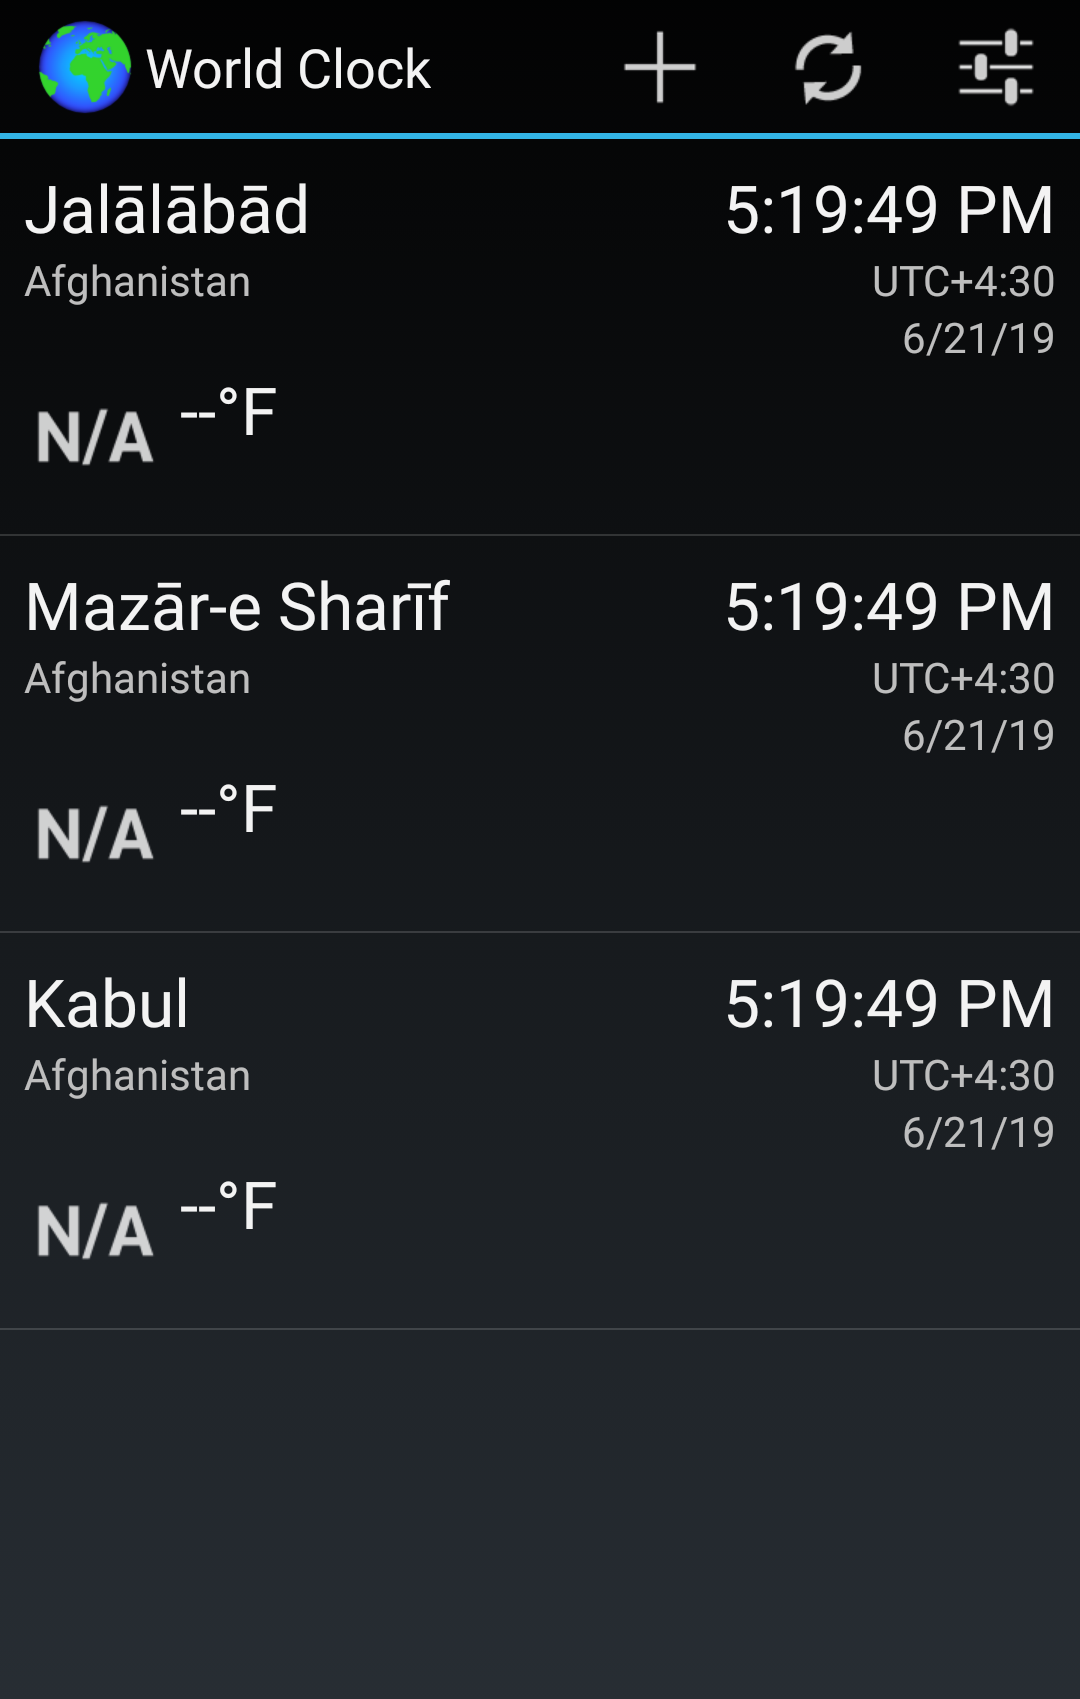 World Clock
Jalālābād 5:19:49 PM
Afghanistan UTC+4:30
6/21/19
N/A --°F
Mazār-e Sharīf 5:19:49 PM
Afghanistan UTC+4:30
6/21/19
N/A --°F
Kabul 5:19:49 PM
Afghanistan UTC+4:30
6/21/19
N/A --°F